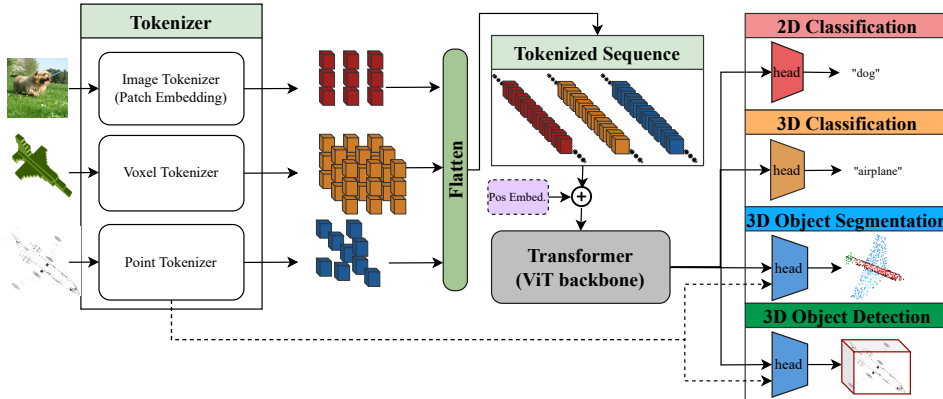 Tokenizer
Image Tokenizer
(Patch Embedding)
Voxel Tokenizer
Point Tokenizer
Flatten
Tokenized Sequence
Pos Embed.
+
Transformer
(ViT backbone)
2D Classification
head
"dog"
3D Classification
head
"airplane"
3D Object Segmentation
head
3D Object Detection
head